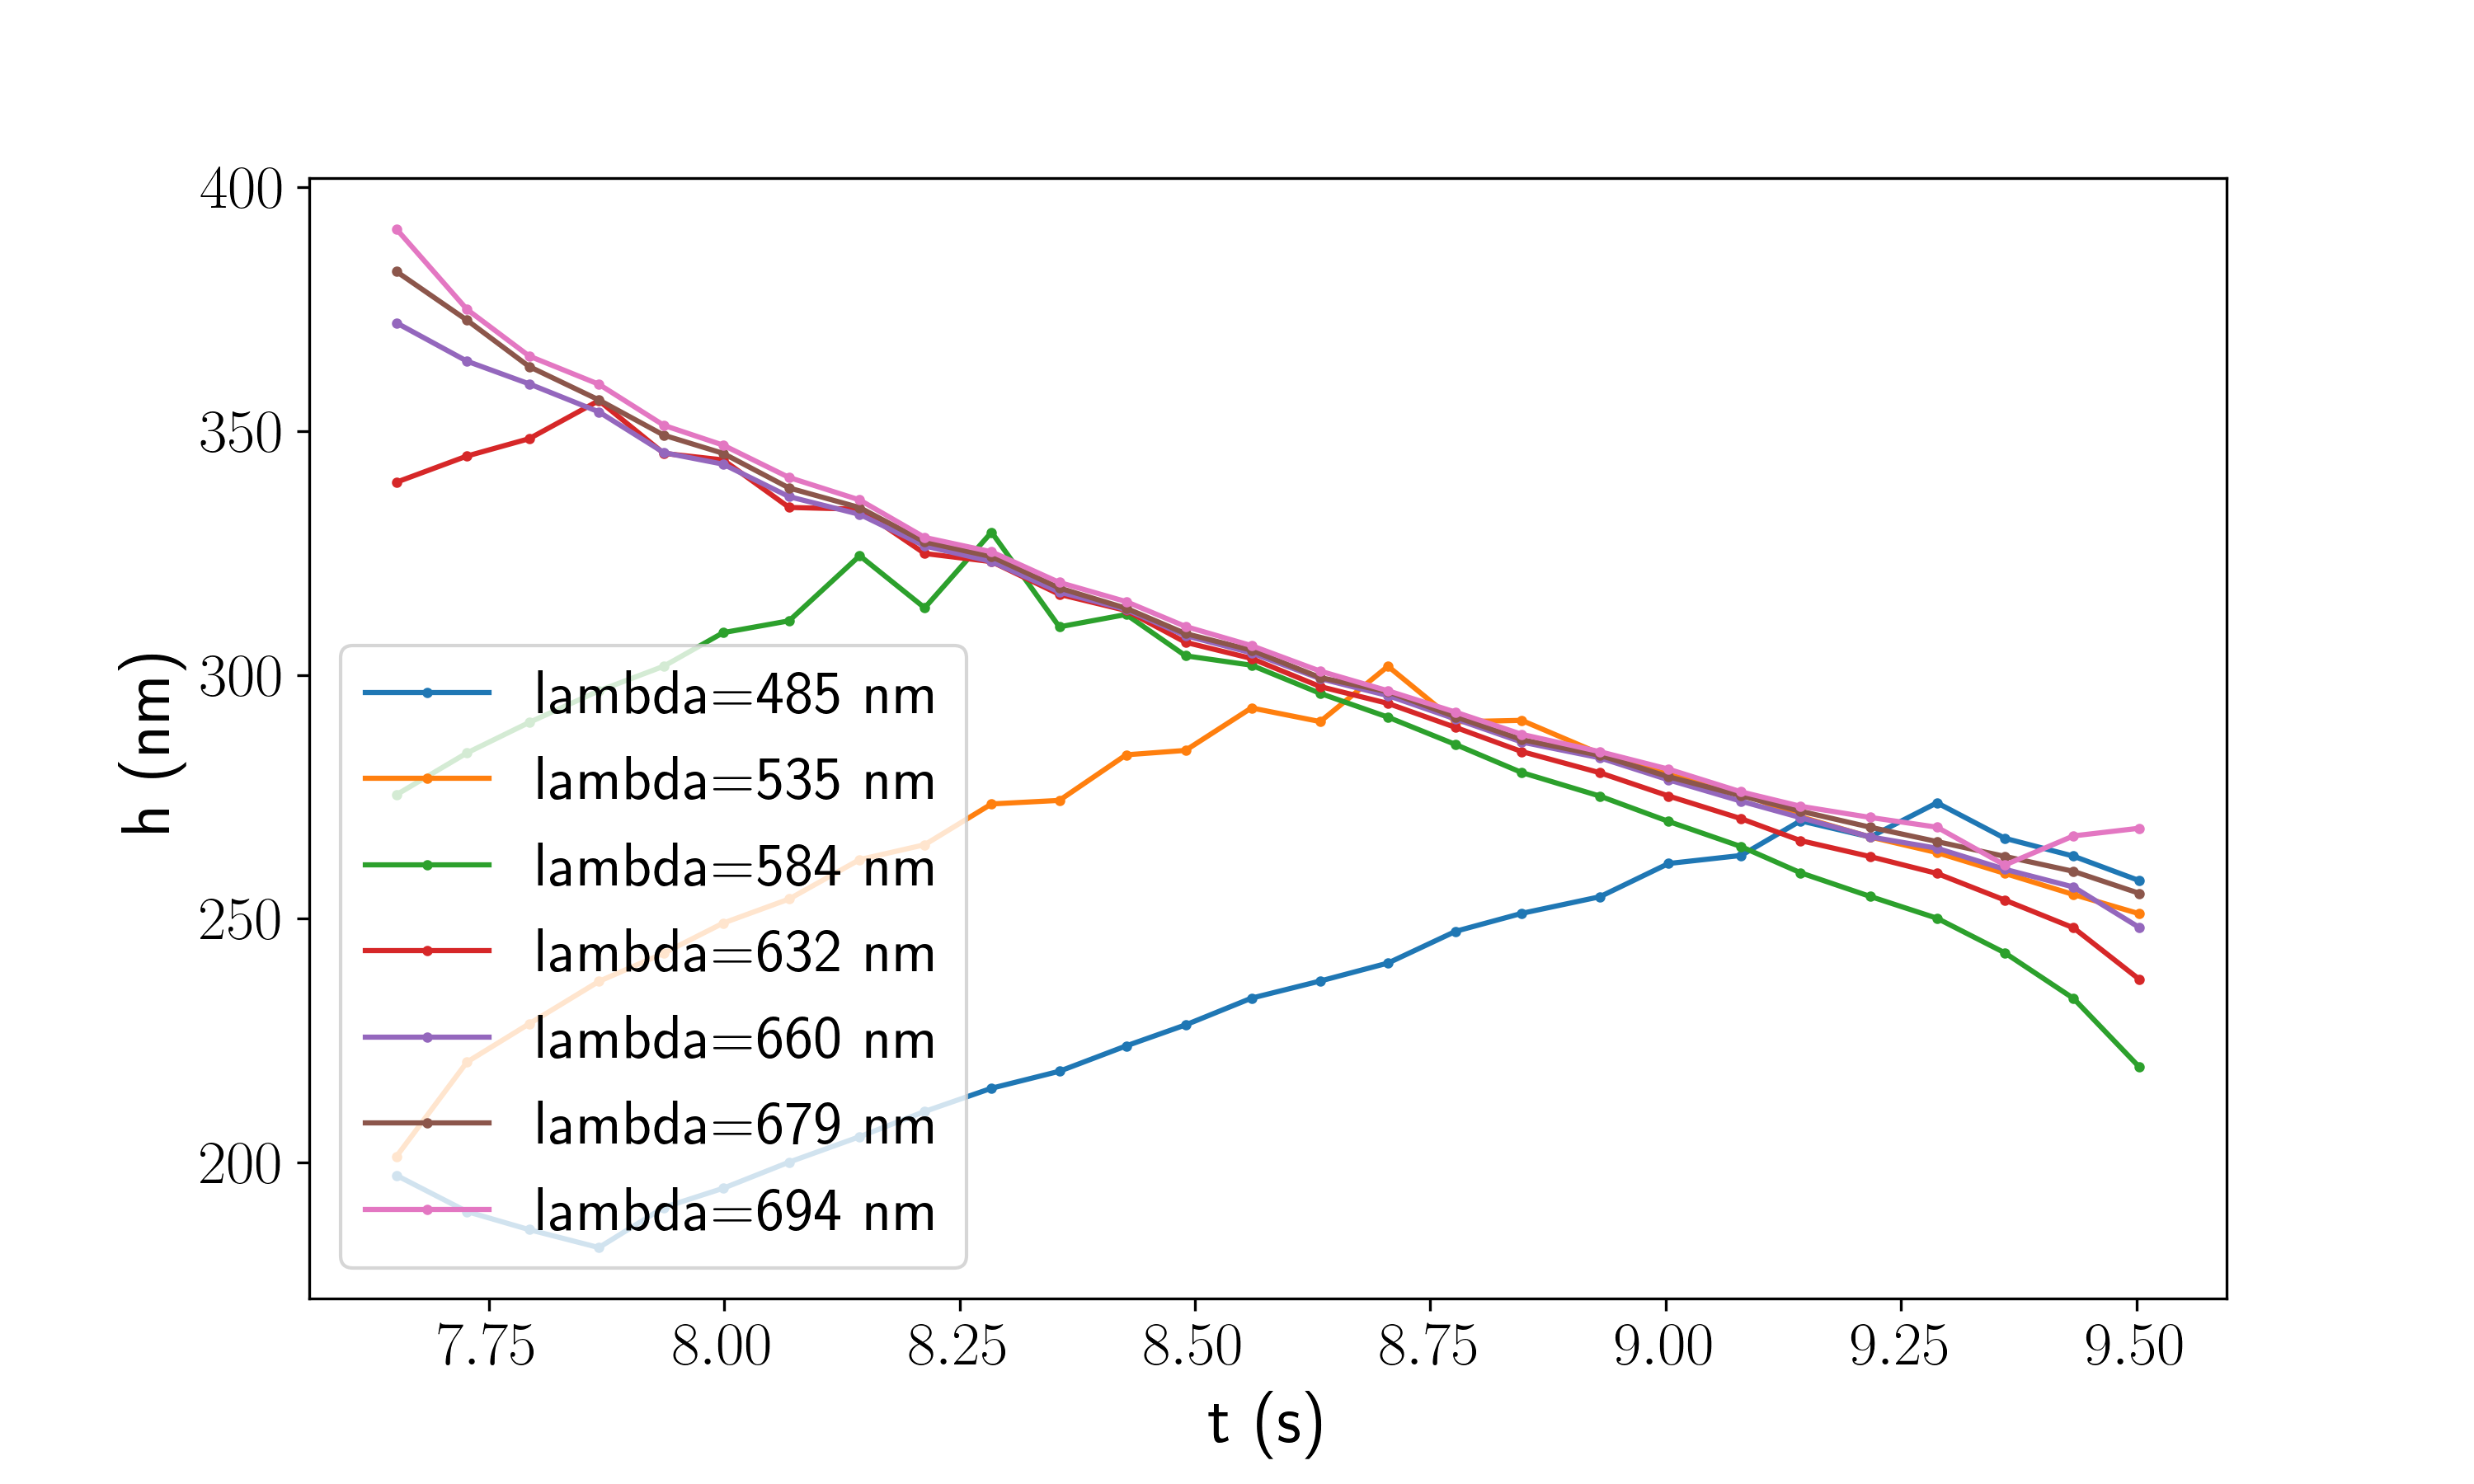 400
350
300
250
200
h (nm)
lambda=485 nm
lambda=535 nm
lambda=584 nm
lambda=632 nm
lambda=660 nm
lambda=679 nm
lambda=694 nm
7.75 8.00 8.25 8.50 8.75 9.00 9.25 9.50
t (s)